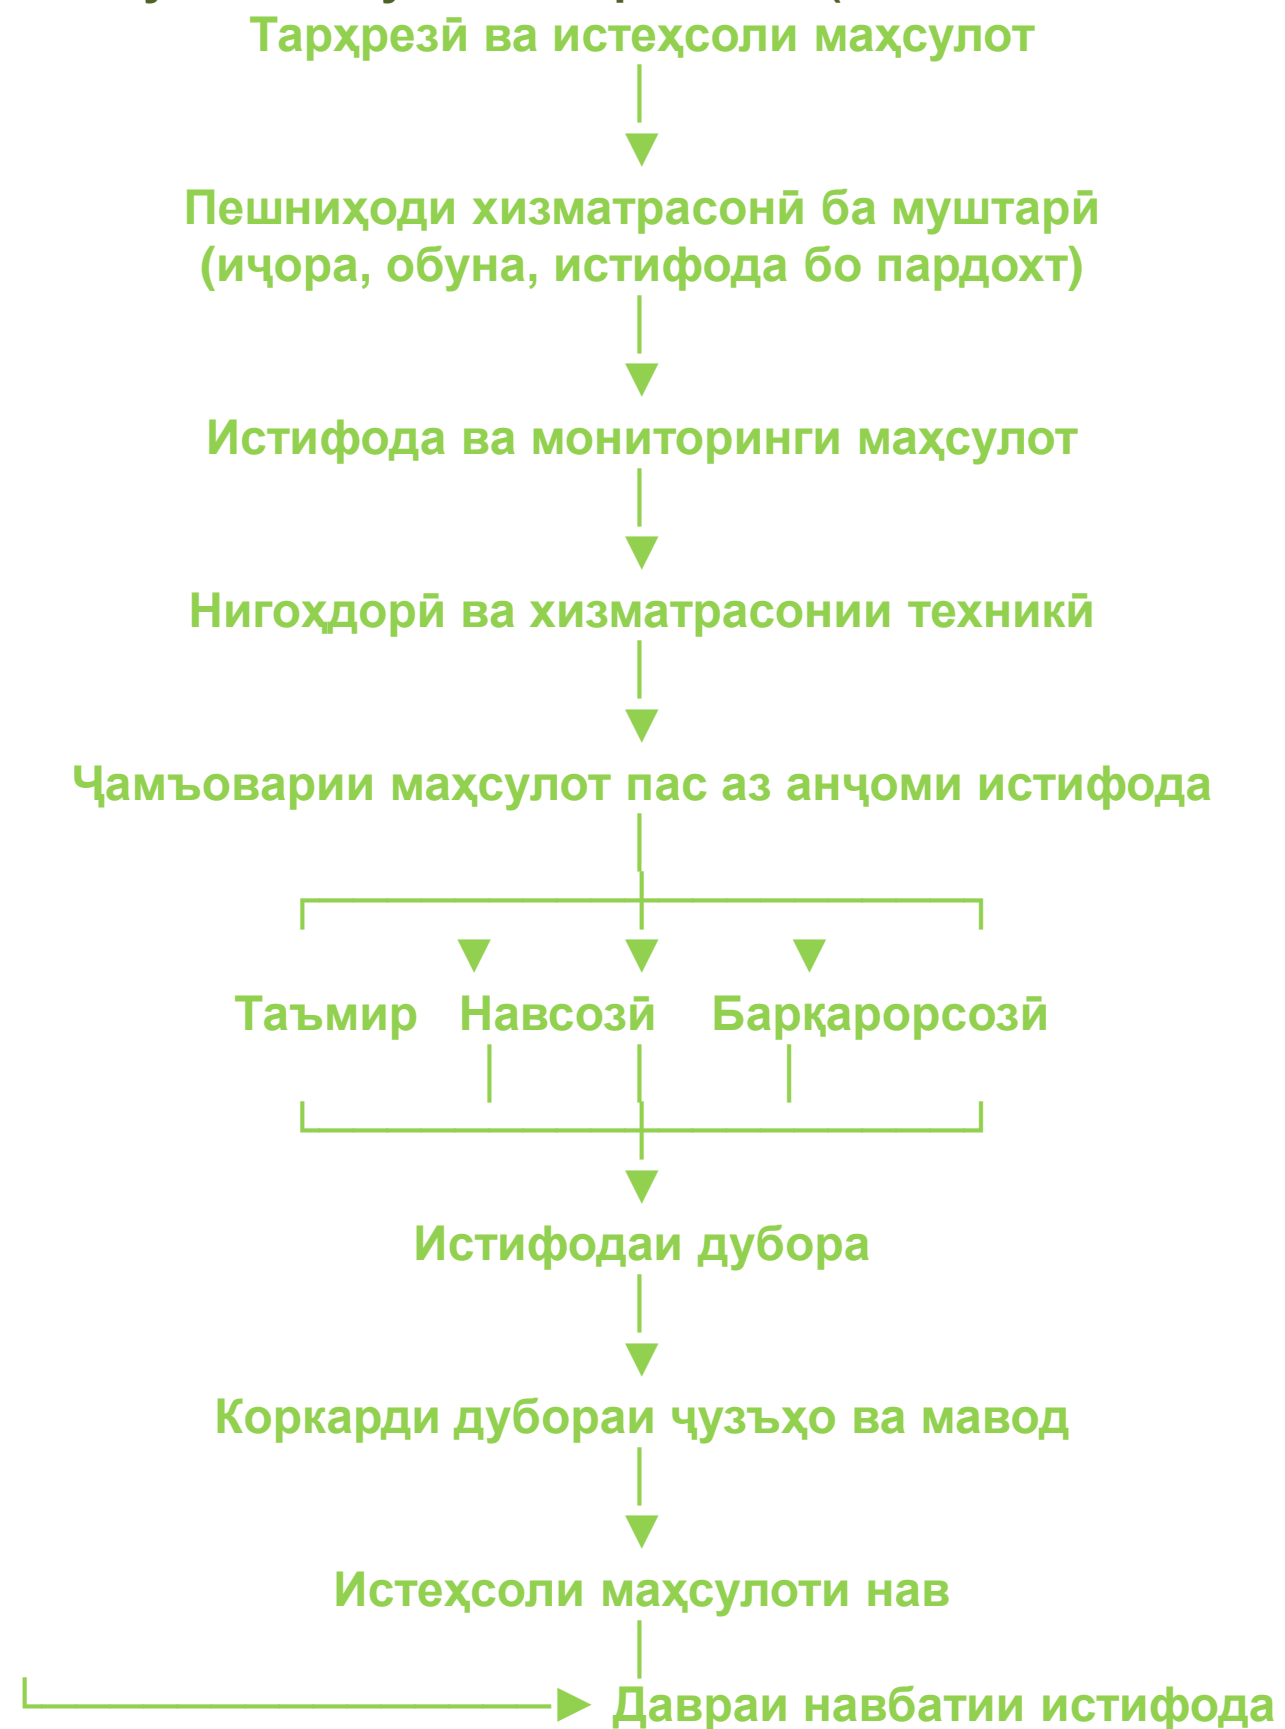 Тарҳрезӣ ва истеҳсоли маҳсулот
Пешниҳоди хизматрасонӣ ба муштарӣ
(иҷора, обуна, истифода бо пардохт)
Истифода ва мониторинги маҳсулот
Нигоҳдорӣ ва хизматрасонии техникӣ
Ҷамъоварии маҳсулот пас аз анҷоми истифода
Таъмир Навсозӣ Барқарорсозӣ
Истифодаи дубора
Коркарди дубораи ҷузъҳо ва мавод
Истеҳсоли маҳсулоти нав
Давраи навбатии истифода